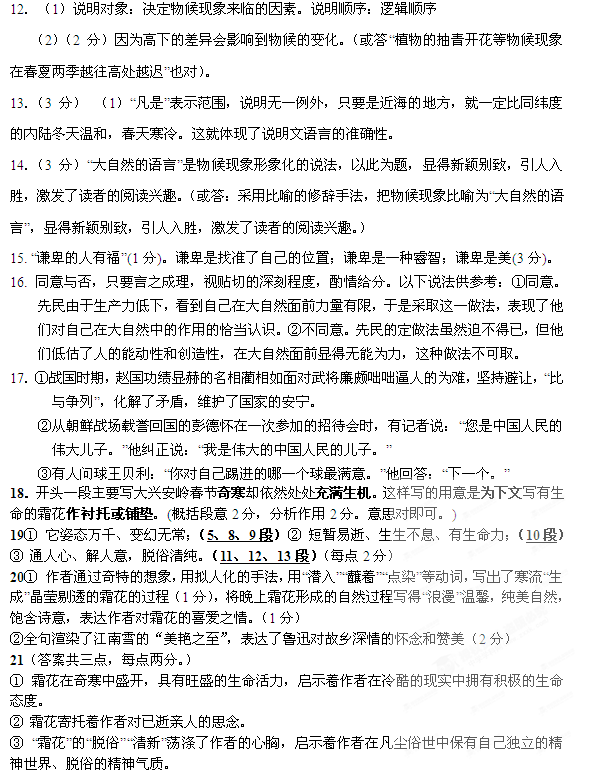 12. （1）说明对象：决定物候现象来临的因素。说明顺序：逻辑顺序
（2）（2 分）因为高下的差异会影响到物候的变化。（或答“植物的抽青开花等物候现象
在春夏两季越往高处越迟”也对）。
13.（3 分） （1）“凡是”表示范围，说明无一例外，只要是近海的地方，就一定比同纬度
的内陆冬天温和，春天寒冷。这就体现了说明文语言的准确性。
14.（3 分）“大自然的语言”是物候现象形象化的说法，以此为题，显得新颖别致，引人入
胜，激发了读者的阅读兴趣。（或答：采用比喻的修辞手法，把物候现象比喻为“大自然的语
言”，显得新颖别致，引人入胜，激发了读者的阅读兴趣。）
15. “谦卑的人有福”(1 分)。谦卑是找准了自己的位置；谦卑是一种睿智；谦卑是美(3 分)。
16. 同意与否，只要言之成理，视贴切的深刻程度，酌情给分。以下说法供参考：①同意。
先民由于生产力低下，看到自己在大自然面前力量有限，于是采取这一做法，表现了他
们对自己在大自然中的作用的恰当认识。②不同意。先民的定做法虽然迫不得已，但他
们低估了人的能动性和创造性，在大自然面前显得无能为力，这种做法不可取。
17. ①战国时期，赵国功绩显赫的名相蔺相如面对武将廉颇咄咄逼人的为难，坚持避让，“比
与争列”，化解了矛盾，维护了国家的安宁。
②从朝鲜战场载誉回国的彭德怀在一次参加的招待会时，有记者说：“您是中国人民的
伟大儿子。”他纠正说：“我是伟大的中国人民的儿子。”
③有人问球王贝利：“你对自己踢进的哪一个球最满意。”他回答：“下一个。”
18. 开头一段主要写大兴安岭春节奇寒却依然处处充满生机。这样写的用意是为下文写有生
命的霜花作衬托或铺垫。(概括段意 2 分，分析作用 2 分。意思对即可。)
19① 它姿态万千、变幻无常；(5、8、9 段)② 短暂易逝、生生不息、有生命力；(10 段)
③ 通人心、解人意，脱俗清纯。(11、12、13 段)（每点 2 分）
20① 作者通过奇特的想象，用拟人化的手法，用“潜入”“蘸着”“点染”等动词，写出了寒流“生
成”晶莹剔透的霜花的过程（1 分），将晚上霜花形成的自然过程写得“浪漫”温馨，纯美自然，
饱含诗意，表达作者对霜花的喜爱之情。（1 分）
②全句渲染了江南雪的“美艳之至”，表达了鲁迅对故乡深情的怀念和赞美（2 分）
21（答案共三点，每点两分。）
① 霜花在奇寒中盛开，具有旺盛的生命活力，启示着作者在冷酷的现实中拥有积极的生命
态度。
② 霜花寄托着作者对已逝亲人的思念。
③ “霜花”的“脱俗”“清新”荡涤了作者的心胸，启示着作者在凡尘俗世中保有自己独立的精
神世界、脱俗的精神气质。